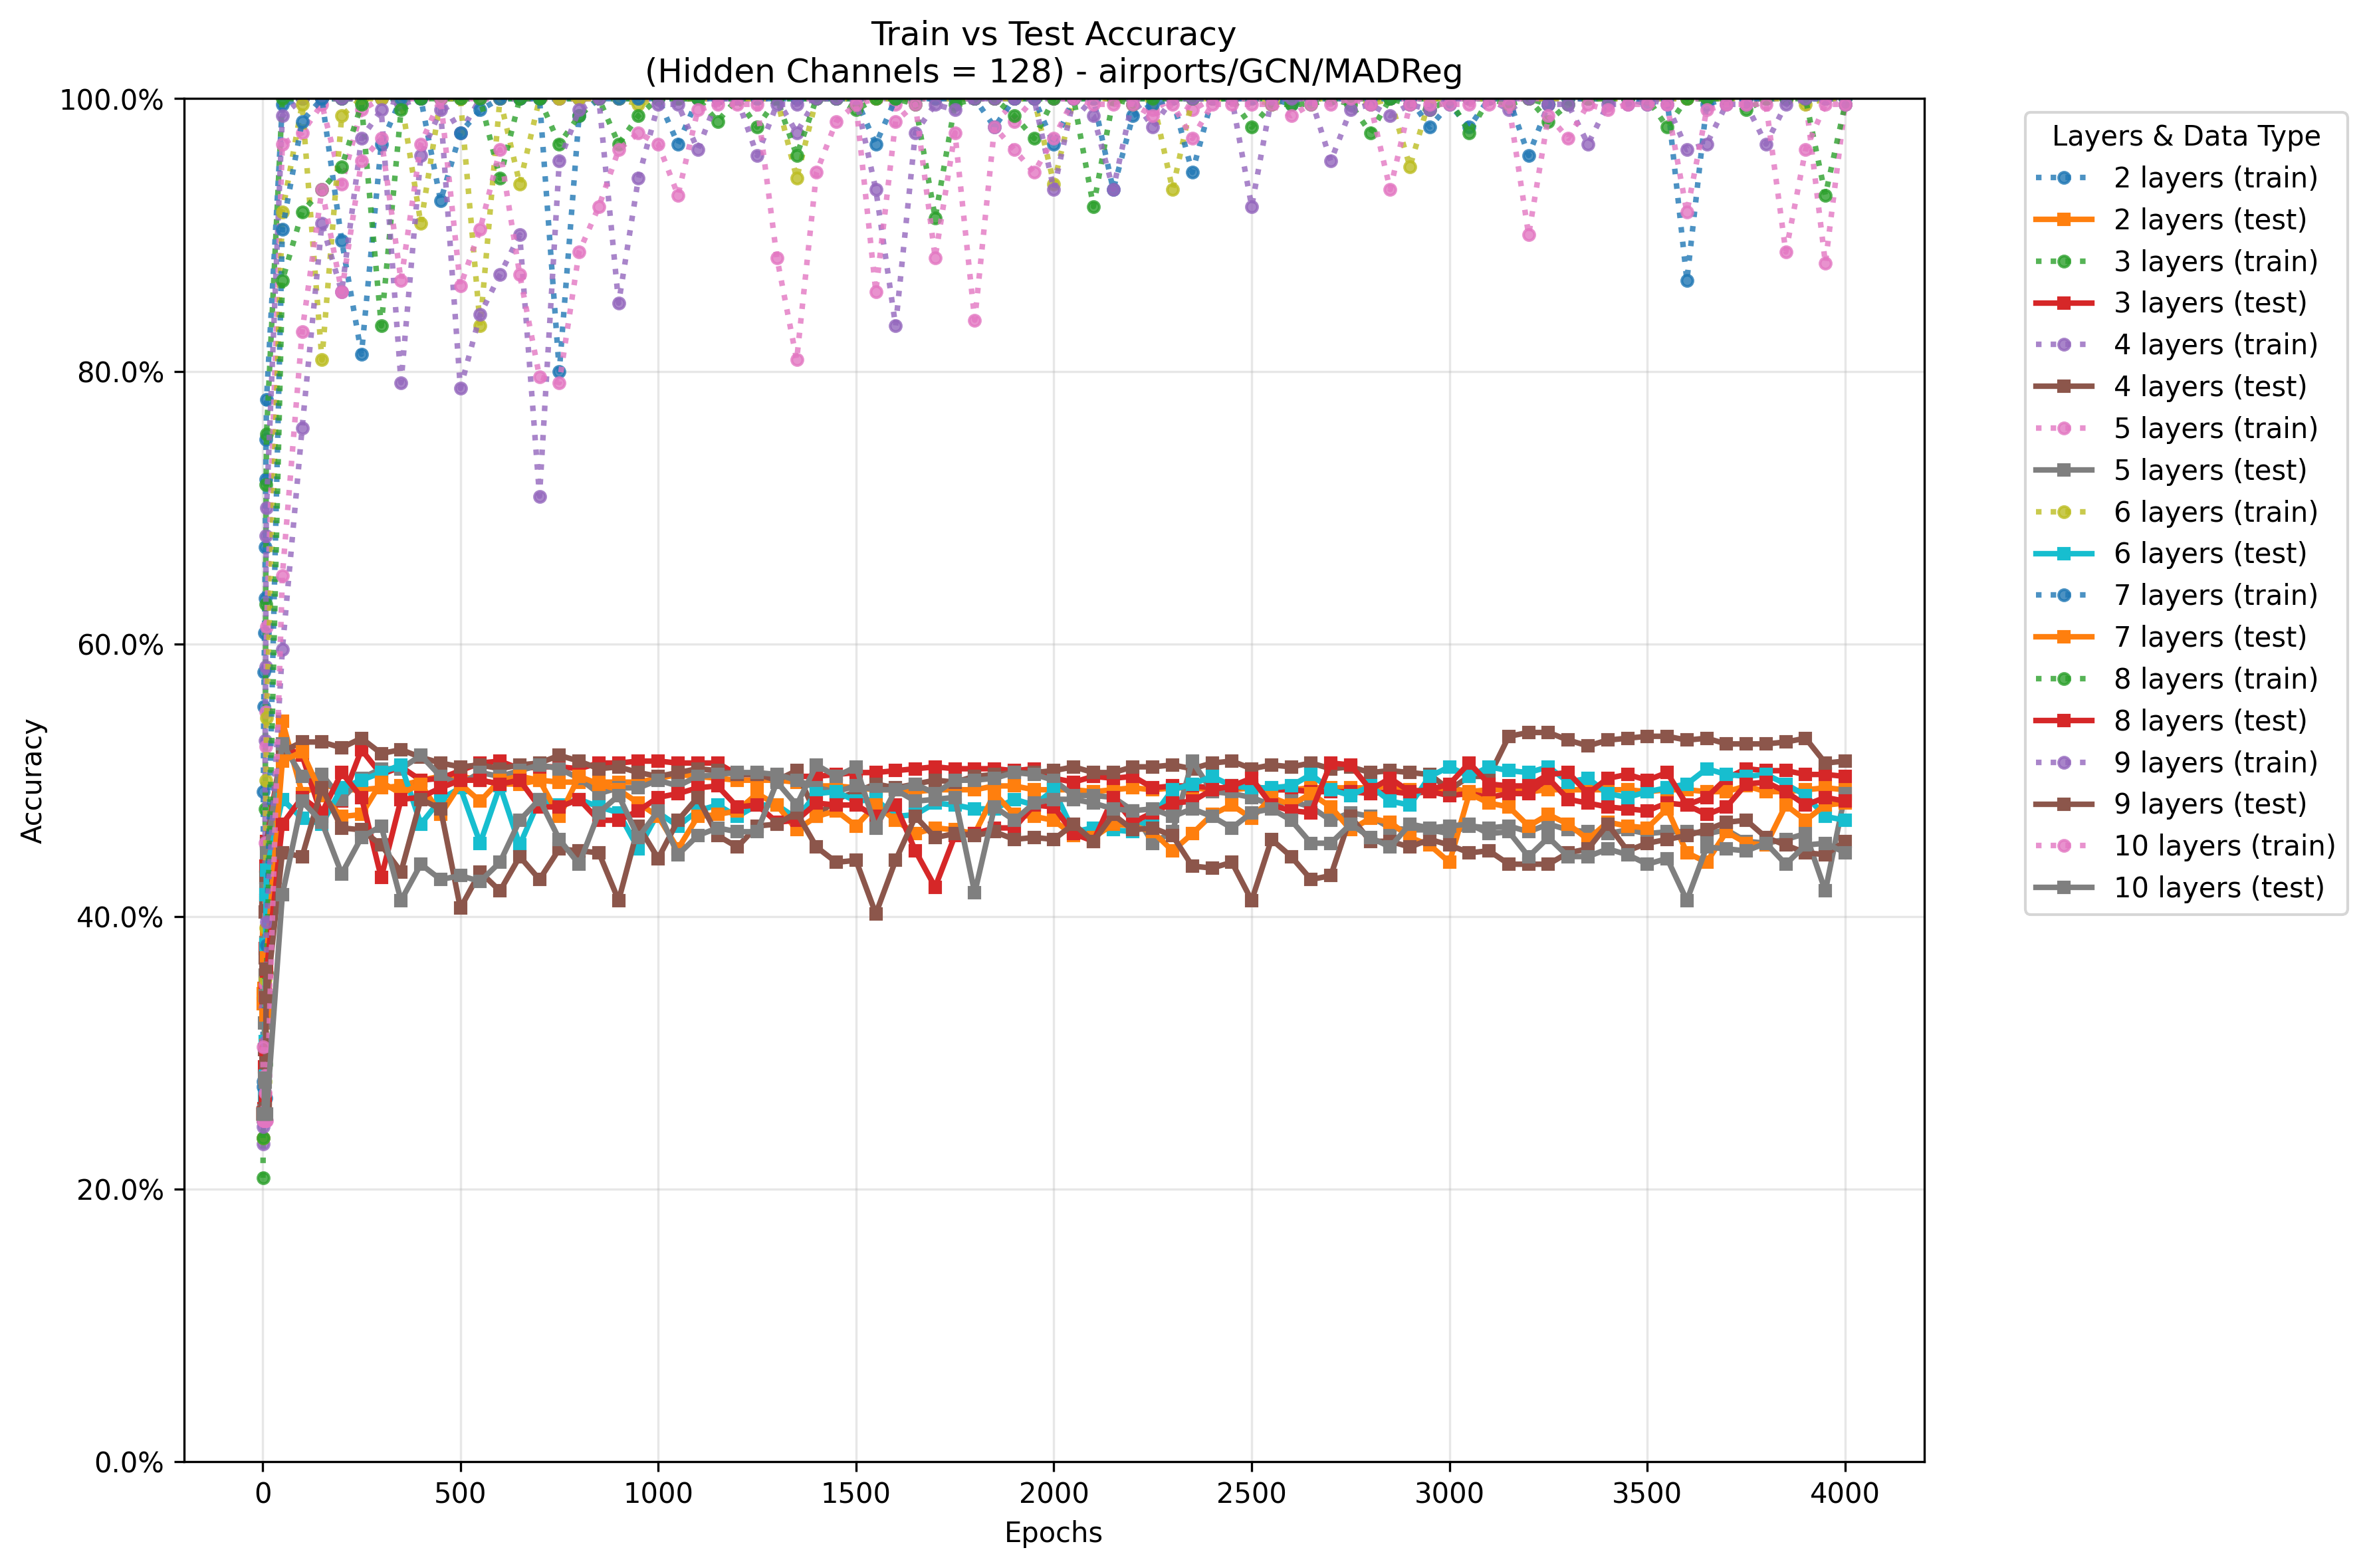 Train vs Test Accuracy
(Hidden Channels = 128) - airports/GCN/MADReg
100.0%
80.0%
60.0%
40.0%
20.0%
0.0%
Accuracy
0
500
1000
1500
2000
2500
3000
3500
4000
Epochs
Layers & Data Type
2 layers (train)
2 layers (test)
3 layers (train)
3 layers (test)
4 layers (train)
4 layers (test)
5 layers (train)
5 layers (test)
6 layers (train)
6 layers (test)
7 layers (train)
7 layers (test)
8 layers (train)
8 layers (test)
9 layers (train)
9 layers (test)
10 layers (train)
10 layers (test)